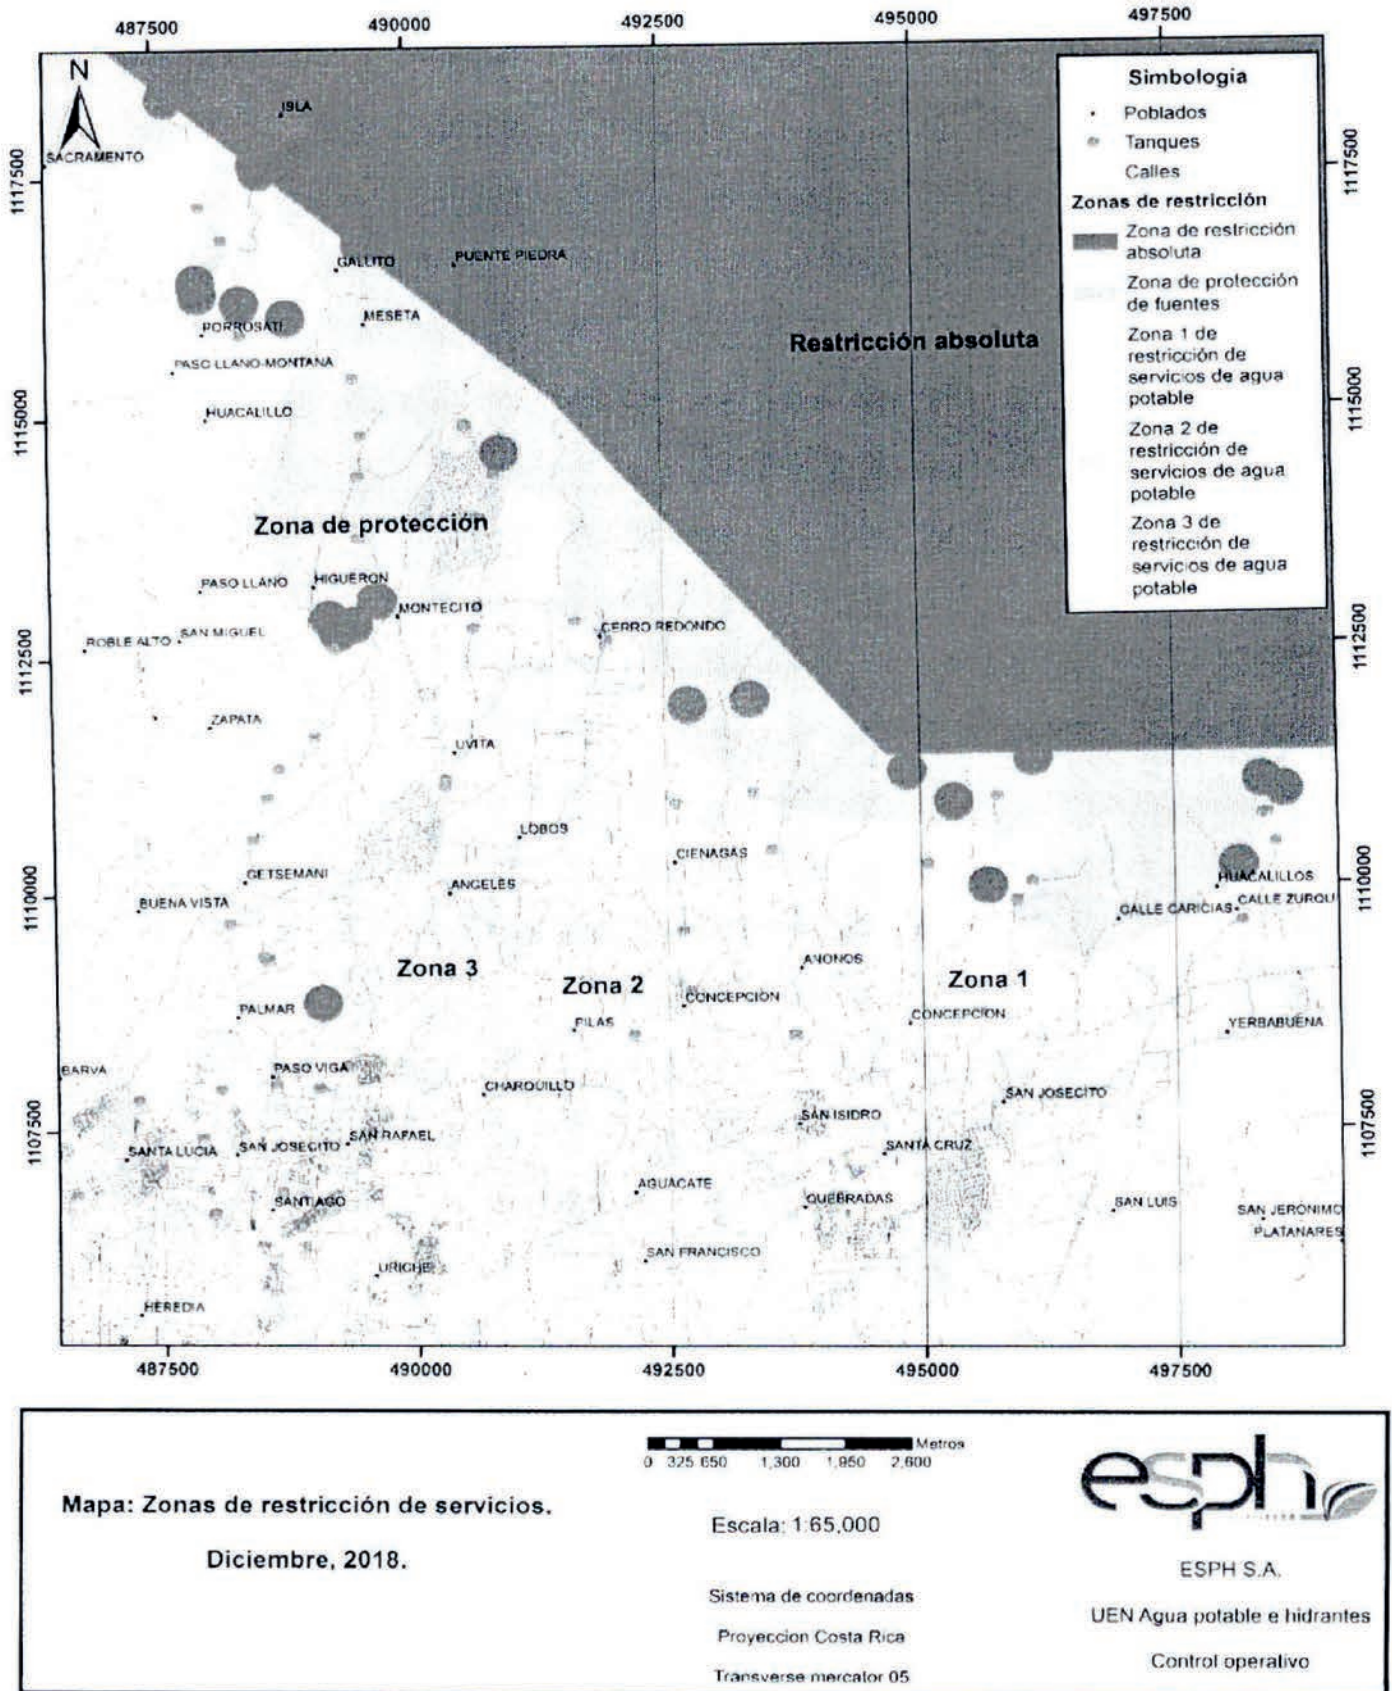 487500 490000 492500 495000 497500
N
Simbologia
Poblados
Tanques
Calles
Zonas de restricción
Zona de restricción
absoluta
Zona de protección
de fuentes
Zona 1 de
restricción de
servicios de agua
potable
Zona 2 de
restricción de
servicios de agua
potable
Zona 3 de
restricción de
servicios de agua
potable
1117500
1115000
1112500
1110000
1107500
1117500
1115000
1112500
1110000
1107500
ISLA
SACRAMENTO
GALLITO
PUENTE PIEDRA
MESETA
PORROSATI
Restricción absoluta
PASO LLANO-MONTANA
HUACALILLO
Zona de protección
PASO LLANO
HIGUERON
MONTECITO
CERRO REDONDO
ROBLE ALTO
SAN MIGUEL
ZAPATA
UVITA
LOBOS
CIENAGAS
GETSEMANI
ANGELES
HUACALILLOS
BUENA VISTA
CALLE CARICIAS
CALLE ZURQUI
Zona 3
Zona 2
ANONOS
Zona 1
CONCEPCION
PALMAR
PILAS
CONCEPCION
YERBABUENA
BARVA
PASO VIGA
CHARQUILLO
SAN JOSECITO
SAN ISIDRO
SANTA LUCIA
SAN JOSECITO
SAN RAFAEL
SANTA CRUZ
AGUACATE
SANTIAGO
QUEBRADAS
SAN LUIS
SAN JERONIMO
PLATANARES
SAN FRANCISCO
URICHE
HEREDIA
487500 490000 492500 495000 497500
Metros
0 325 650 1,300 1,950 2,600
Mapa: Zonas de restricción de servicios.
Diciembre, 2018.
Escala: 1:65,000
Sistema de coordenadas
Proyeccion Costa Rica
Transverse mercator 05
esph
ESPH S.A.
UEN Agua potable e hidrantes
Control operativo